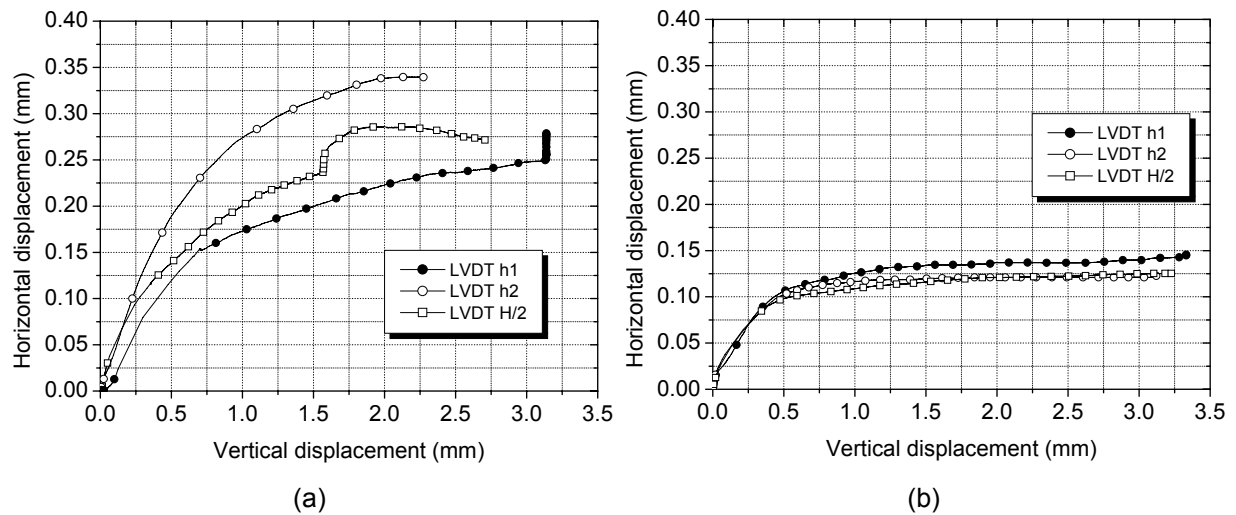 0.40
0.35
0.30
0.25
0.20
0.15
0.10
0.05
0.00
Horizontal displacement (mm)
LVDT h1
LVDT h2
LVDT H/2
0.0 0.5 1.0 1.5 2.0 2.5 3.0 3.5
Vertical displacement (mm)
(a)
0.40
0.35
0.30
0.25
0.20
0.15
0.10
0.05
0.00
Horizontal displacement (mm)
LVDT h1
LVDT h2
LVDT H/2
0.0 0.5 1.0 1.5 2.0 2.5 3.0 3.5
Vertical displacement (mm)
(b)